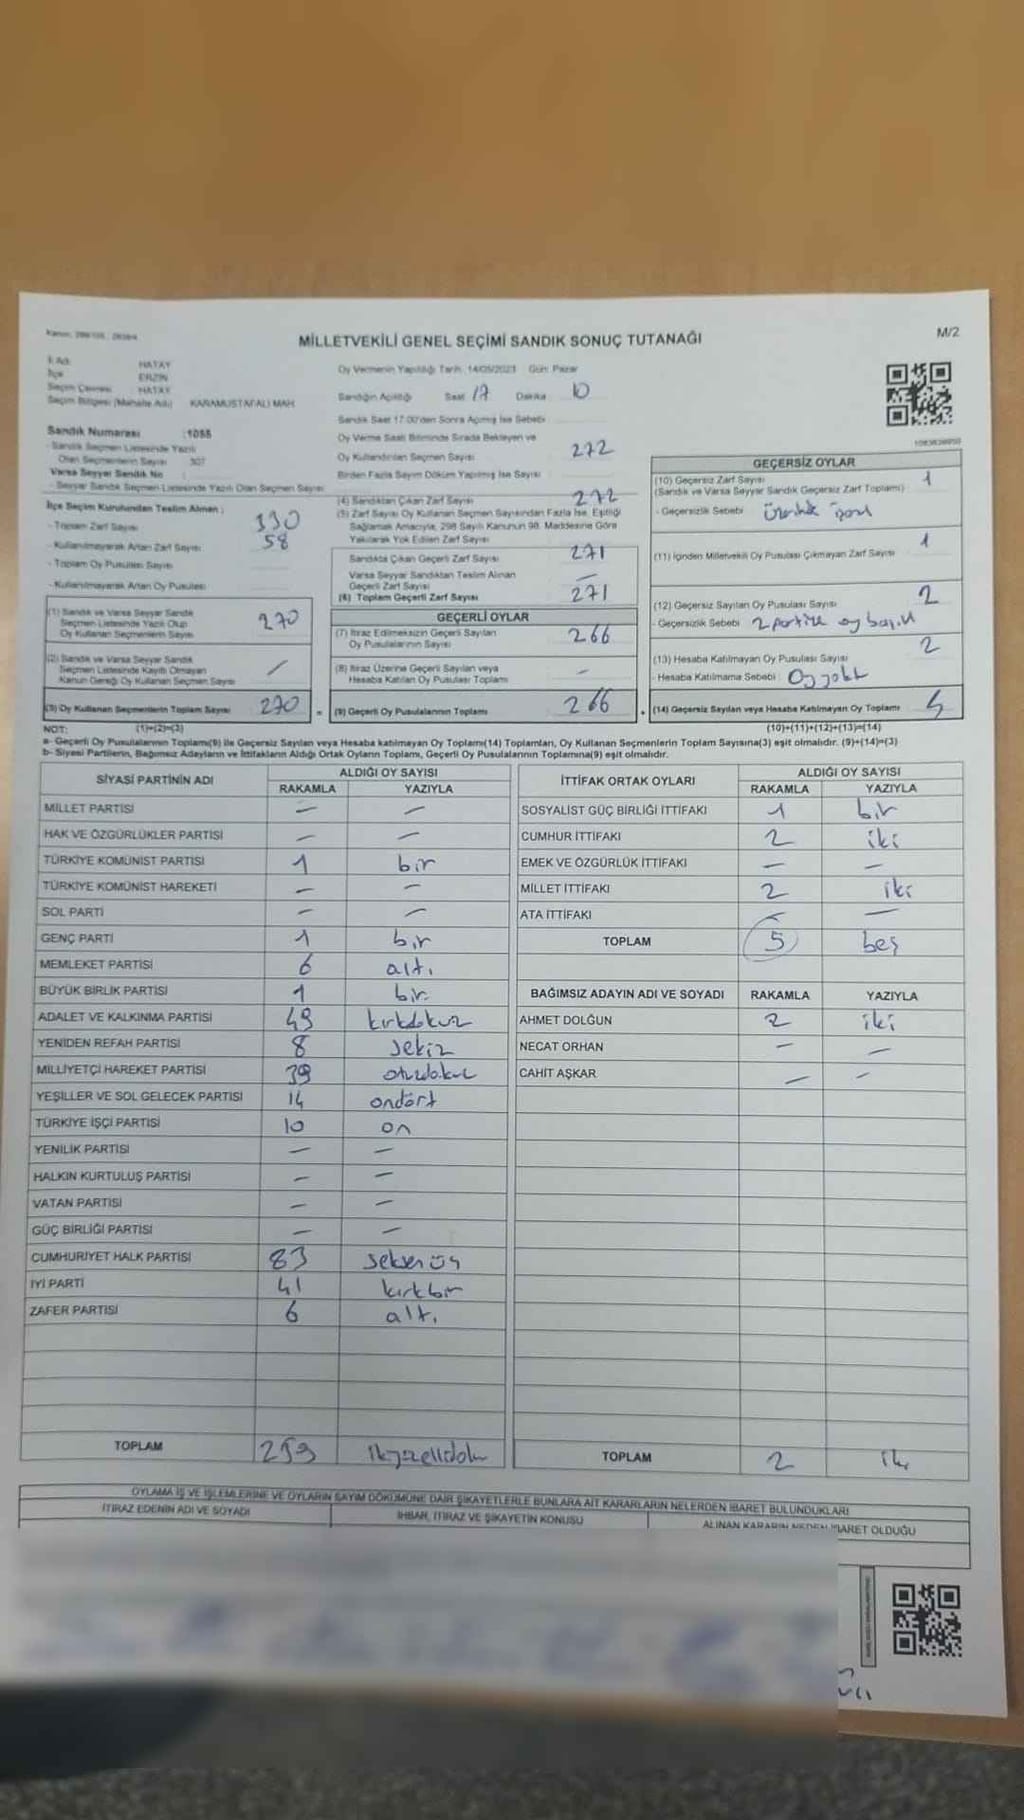 MİLLETVEKİLİ GENEL SEÇİMİ SANDIK SONUÇ TUTANAĞI
M/2
İl Adı HATAY
İlçe ERZİN
Seçim Çevresi HATAY
Seçim Bölgesi (Mahalle Adı) KARAMUSTAFALI MAH
Sandık Numarası :1055
- Sandık Seçmen Listesinde Yazılı
Olan Seçmenlerin Sayısı 307
Varsa Seyyar Sandık No
- Seyyar Sandık Seçmen Listesinde Yazılı Olan Seçmen Sayısı
İlçe Seçim Kurulundan Teslim Alınan :
- Toplam Zarf Sayısı 330
- Kullanılmayarak Artan Zarf Sayısı 58
- Toplam Oy Pusulası Sayısı
- Kullanılmayarak Artan Oy Pusulası
(1) Sandık ve Varsa Seyyar Sandık
Seçmen Listesinde Yazılı Olup
Oy Kullanan Seçmenlerin Sayısı 270
(2) Sandık ve Varsa Seyyar Sandık
Seçmen Listesinde Kayıtlı Olmayan
Kanun Gereği Oy Kullanan Seçmen Sayısı /
(3) Oy Kullanan Seçmenlerin Toplam Sayısı 270
(1)+(2)=(3)
Oy Vermenin Yapıldığı Tarih: 14/05/2023 Gün: Pazar
Sandığın Açıldığı Saat 17 Dakika 10
Sandık Saat 17.00'den Sonra Açılmış İse Sebebi
Oy Verme Saati Bitiminde Sırada Bekleyen ve
Oy Kullandırılan Seçmen Sayısı 272
Birden Fazla Sayım Döküm Yapılmış İse Sayısı
(4) Sandıktan Çıkan Zarf Sayısı 272
(5) Zarf Sayısı Oy Kullanan Seçmen Sayısından Fazla İse, Eşitliği
Sağlamak Amacıyla, 298 Sayılı Kanunun 98. Maddesine Göre
Yakılarak Yok Edilen Zarf Sayısı
Sandıkta Çıkan Geçerli Zarf Sayısı 271
Varsa Seyyar Sandıktan Teslim Alınan
Geçerli Zarf Sayısı —
(6) Toplam Geçerli Zarf Sayısı 271
GEÇERLİ OYLAR
(7) İtiraz Edilmeksizin Geçerli Sayılan
Oy Pusulalarının Sayısı 266
(8) İtiraz Üzerine Geçerli Sayılan veya
Hesaba Katılan Oy Pusulası Toplamı —
(9) Geçerli Oy Pusulalarının Toplamı 266
GEÇERSİZ OYLAR
(10) Geçersiz Zarf Sayısı 1
(Sandık ve Varsa Seyyar Sandık Geçersiz Zarf Toplamı)
- Geçersizlik Sebebi
(11) İçinden Milletvekili Oy Pusulası Çıkmayan Zarf Sayısı 1
(12) Geçersiz Sayılan Oy Pusulası Sayısı 2
- Geçersizlik Sebebi 2 partiye oy
(13) Hesaba Katılmayan Oy Pusulası Sayısı 2
- Hesaba Katılmama Sebebi : Oy yok
(14) Geçersiz Sayılan veya Hesaba Katılmayan Oy Toplamı
(10)+(11)+(12)+(13)=(14)
NOT:
a- Geçerli Oy Pusulalarının Toplamı(9) ile Geçersiz Sayılan veya Hesaba katılmayan Oy Toplamı(14) Toplamları, Oy Kullanan Seçmenlerin Toplam Sayısına(3) eşit olmalıdır. (9)+(14)=(3)
b- Siyasi Partilerin, Bağımsız Adayların ve İttifakların Aldığı Ortak Oyların Toplamı, Geçerli Oy Pusulalarının Toplamına(9) eşit olmalıdır.
SİYASİ PARTİNİN ADI ALDIĞI OY SAYISI
RAKAMLA YAZIYLA
MİLLET PARTİSİ — —
HAK VE ÖZGÜRLÜKLER PARTİSİ — —
TÜRKİYE KOMÜNİST PARTİSİ 1 bir
TÜRKİYE KOMÜNİST HAREKETİ — —
SOL PARTİ — —
GENÇ PARTİ 1 bir
MEMLEKET PARTİSİ 6 altı
BÜYÜK BİRLİK PARTİSİ 1 bir
ADALET VE KALKINMA PARTİSİ 49 kırkdokuz
YENİDEN REFAH PARTİSİ 8 sekiz
MİLLİYETÇİ HAREKET PARTİSİ 39 otuzdokuz
YEŞİLLER VE SOL GELECEK PARTİSİ 14 ondört
TÜRKİYE İŞÇİ PARTİSİ 10 on
YENİLİK PARTİSİ — —
HALKIN KURTULUŞ PARTİSİ — —
VATAN PARTİSİ — —
GÜÇ BİRLİĞİ PARTİSİ — —
CUMHURİYET HALK PARTİSİ 83 seksenüç
İYİ PARTİ 41 kırkbir
ZAFER PARTİSİ 6 altı
TOPLAM 259 ikiyüzellidokuz
İTTİFAK ORTAK OYLARI ALDIĞI OY SAYISI
RAKAMLA YAZIYLA
SOSYALİST GÜÇ BİRLİĞİ İTTİFAKI 1 bir
CUMHUR İTTİFAKI 2 iki
EMEK VE ÖZGÜRLÜK İTTİFAKI — —
MİLLET İTTİFAKI 2 iki
ATA İTTİFAKI — —
TOPLAM 5 beş
BAĞIMSIZ ADAYIN ADI VE SOYADI RAKAMLA YAZIYLA
AHMET DOLĞUN 2 iki
NECAT ORHAN — —
CAHİT AŞKAR — —
TOPLAM 2 iki
OYLAMA İŞ VE İŞLEMLERİNE VE OYLARIN SAYIM DÖKÜMÜNE DAİR ŞİKAYETLERLE BUNLARA AİT KARARLARIN NELERDEN İBARET BULUNDUKLARI
İTİRAZ EDENİN ADI VE SOYADI İHBAR, İTİRAZ VE ŞİKAYETİN KONUSU ALINAN KARARIN NEDEN İBARET OLDUĞU